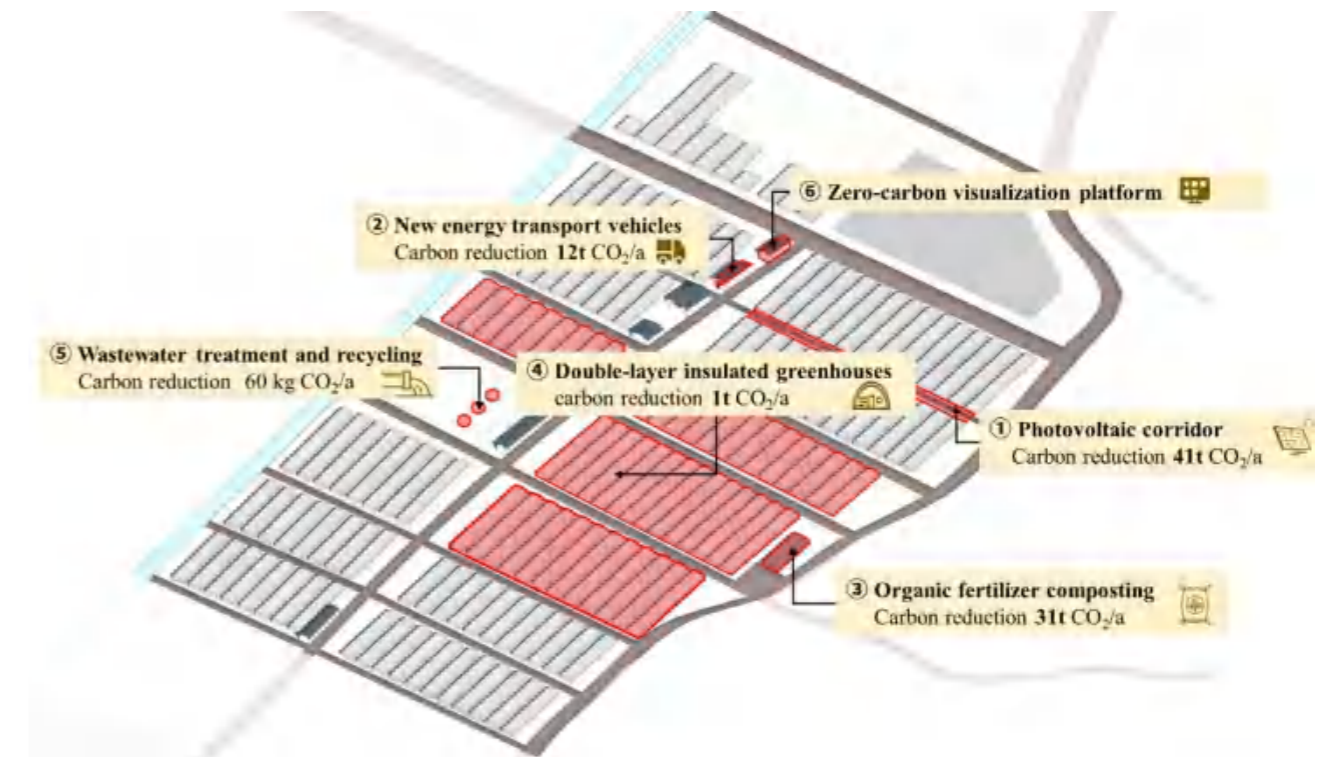 ⑥ Zero-carbon visualization platform
② New energy transport vehicles
Carbon reduction 12t CO₂/a
⑤ Wastewater treatment and recycling
Carbon reduction 60 kg CO₂/a
④ Double-layer insulated greenhouses
carbon reduction 1t CO₂/a
① Photovoltaic corridor
Carbon reduction 41t CO₂/a
③ Organic fertilizer composting
Carbon reduction 31t CO₂/a